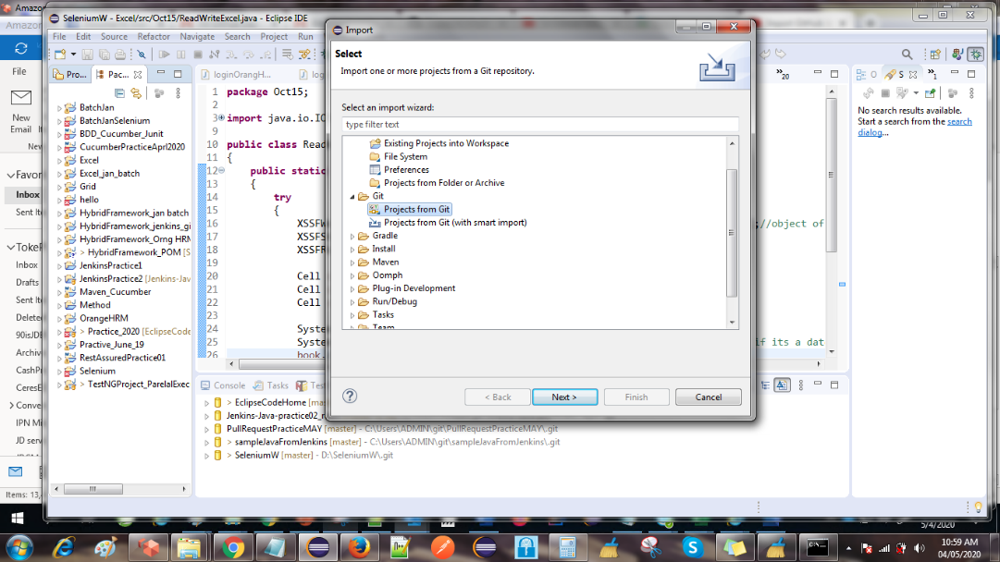 Amazon
SeleniumW - Excel/src/Oct15/ReadWriteExcel.java - Eclipse IDE
File Edit Source Refactor Navigate Search Project Run
Import
Select
Import one or more projects from a Git repository.
Select an import wizard:
type filter text
Existing Projects into Workspace
File System
Preferences
Projects from Folder or Archive
Git
Projects from Git
Projects from Git (with smart import)
Gradle
Install
Maven
Oomph
Plug-in Development
Run/Debug
Tasks
Team
< Back
Next >
Finish
Cancel
Amazon
File
New
Email
New
Favor
Inbox
Sent It
Inbox
Drafts
Sent Ite
Delete
90isD
Archiv
CashP
Ceres
Conve
IPN M
JD serv
Items: 13,
Pro...
Pac...
BatchJan
BatchJanSelenium
BDD_Cucumber_Junit
CucumberPracticeAprl2020
Excel
Excel_jan_batch
Grid
hello
HybridFramework_jan batch
HybridFramework_jenkins_gi
HybridFramework_Orng HRM
> HybridFramework_POM [S
JenkinsPractice1
JenkinsPractice2 [Jenkins-Jav
Maven_Cucumber
Method
OrangeHRM
> Practice_2020 [EclipseCode
Practive_June_19
RestAssuredPractice01
Selenium
> TestNGProject_ParelalExec
loginOrangH...
log
1 package Oct15;
2
3 import java.io.IO
9
10 public class Read
11 {
12 public static
13 {
14 try
15 {
16 XSSFW ;//object of
17 XSSFS
18 XSSFR
19
20 Cell
21 Cell
22 Cell
23
24 Syste
25 Syste if its a dat
26 book.
20
S
1
No search results available.
Start a search from the search
dialog...
Console
Tasks
Test
> EclipseCodeHome [mas
Jenkins-Java-practice02_
PullRequestPracticeMAY [master] - C:\Users\ADMIN\git\PullRequestPracticeMAY\.git
> sampleJavaFromJenkins [master] - C:\Users\ADMIN\git\sampleJavaFromJenkins\.git
> SeleniumW [master] - D:\SeleniumW\.git
5/4/2020
10:59 AM
04/05/2020